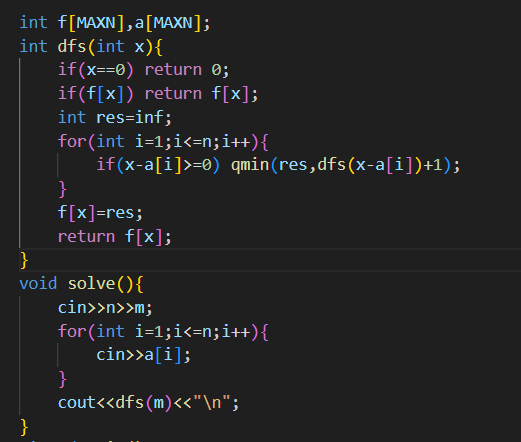 int f[MAXN],a[MAXN];
int dfs(int x){
    if(x==0) return 0;
    if(f[x]) return f[x];
    int res=inf;
    for(int i=1;i<=n;i++){
        if(x-a[i]>=0) qmin(res,dfs(x-a[i])+1);
    }
    f[x]=res;
    return f[x];
}
void solve(){
    cin>>n>>m;
    for(int i=1;i<=n;i++){
        cin>>a[i];
    }
    cout<<dfs(m)<<"\n";
}